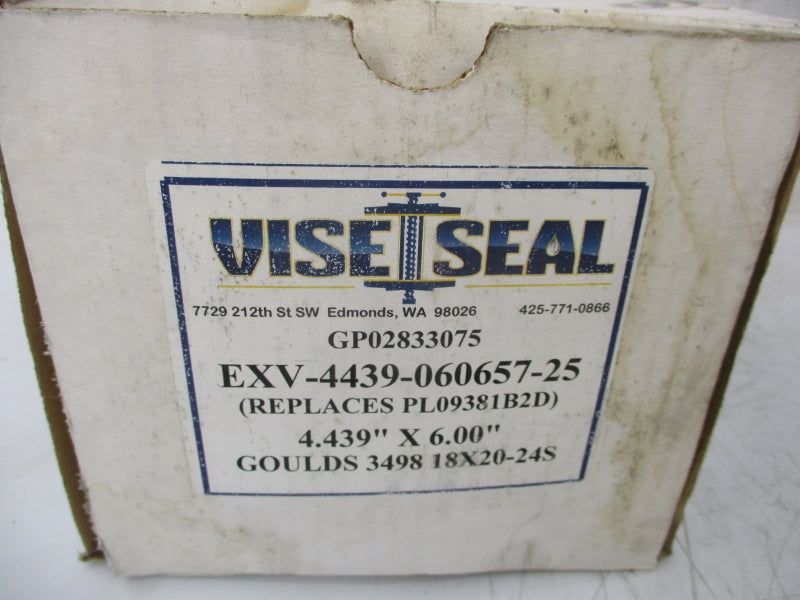 VISE SEAL
7729 212th St SW Edmonds, WA 98026 425-771-0866
GP02833075
EXV-4439-060657-25
(REPLACES PL09381B2D)
4.439" X 6.00"
GOULDS 3498 18X20-24S